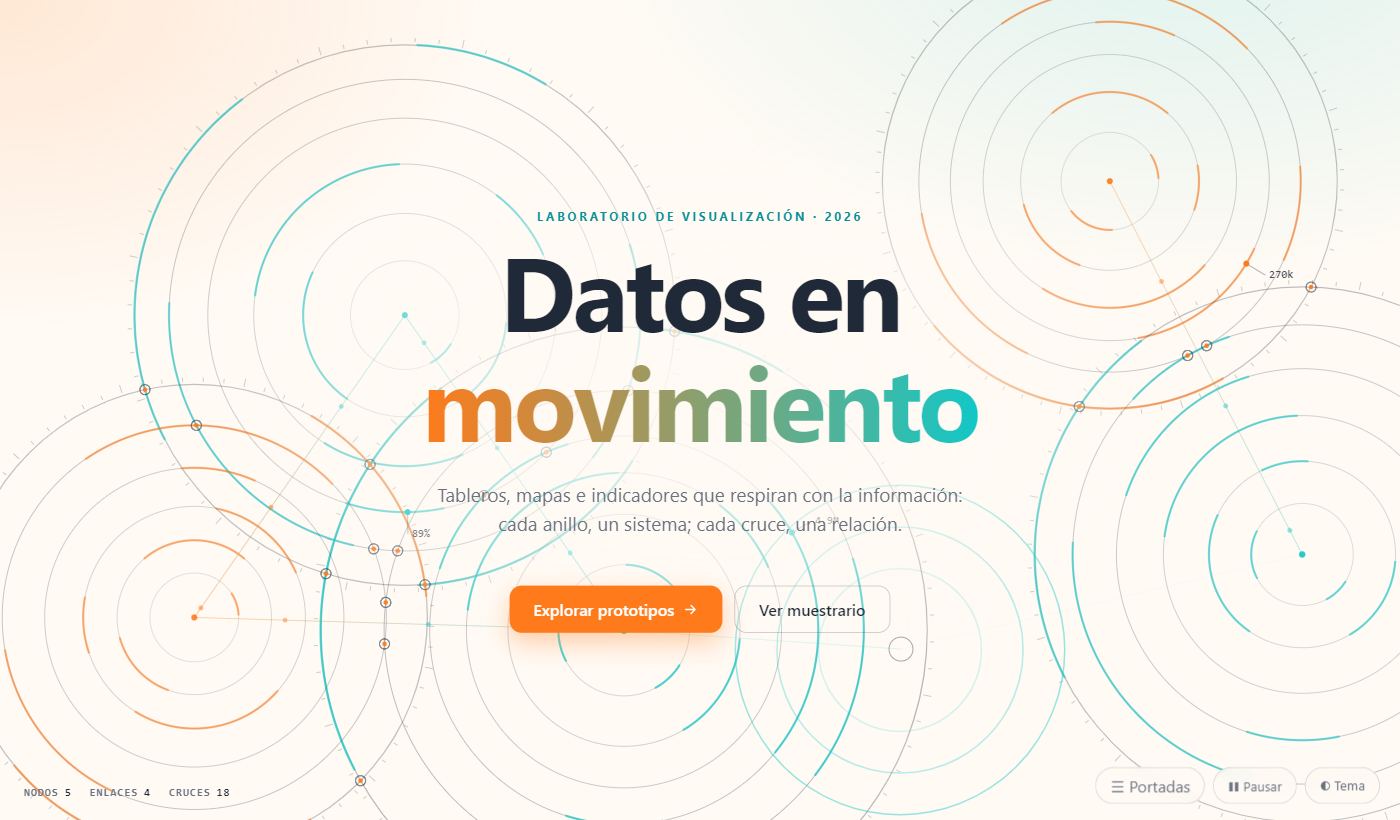 LABORATORIO DE VISUALIZACIÓN · 2026
Datos en
movimiento
270k
Tableros, mapas e indicadores que respiran con la información:
cada anillo, un sistema; cada cruce, una relación.
89%
Explorar prototipos →
Ver muestrario
NODOS 5 ENLACES 4 CRUCES 18
☰ Portadas
Pausar
Tema